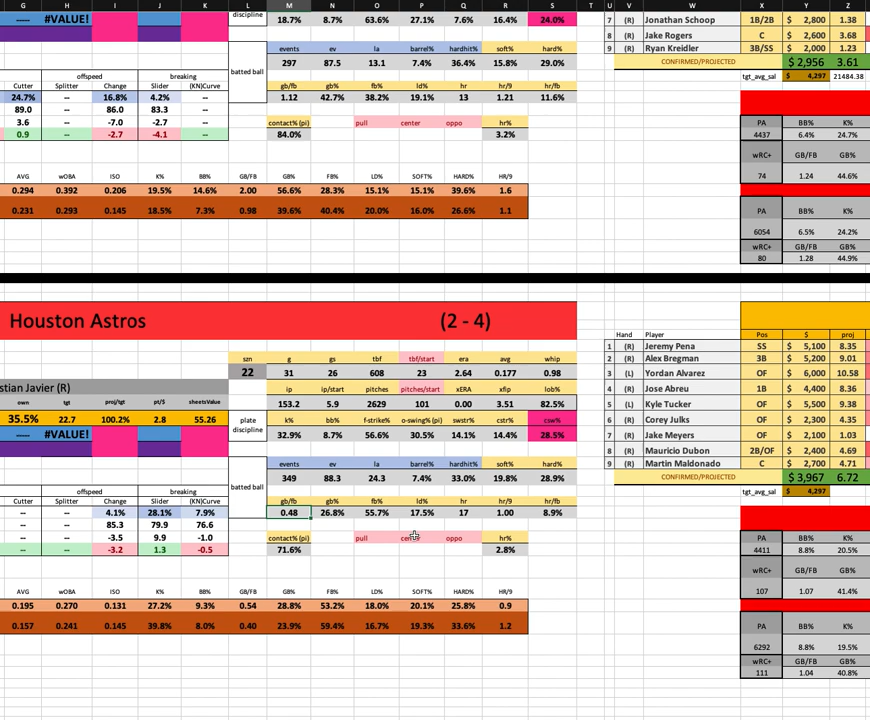 G H I J K L M N O P Q R S T U V W X Y Z
----- #VALUE! discipline 18.7% 8.7% 63.6% 27.1% 7.6% 16.4% 24.0% 7 (R) Jonathan Schoop 1B/2B $ 2,800 1.38
8 (R) Jake Rogers C $ 2,600 3.68
events ev la barrel% hardhit% soft% hard% 9 (R) Ryan Kreidler 3B/SS $ 2,000 1.23
batted ball 297 87.5 13.1 7.4% 36.4% 15.8% 29.0% CONFIRMED/PROJECTED $ 2,956 3.61
offspeed breaking tgt_avg_sal $ 4,297 21484.38
Cutter Splitter Change Slider (KN)Curve gb/fb gb% fb% ld% hr hr/9 hr/fb
24.7% -- 16.8% 4.2% -- 1.12 42.7% 38.2% 19.1% 13 1.21 11.6%
89.0 -- 86.0 83.3 --
3.6 -- -7.0 -2.7 -- contact% (pi) pull center oppo hr% PA BB% K%
0.9 -- -2.7 -4.1 -- 84.0% 3.2% 4437 6.4% 24.7%
wRC+ GB/FB GB%
AVG wOBA ISO K% BB% GB/FB GB% FB% LD% SOFT% HARD% HR/9 74 1.24 44.6%
0.294 0.392 0.206 19.5% 14.6% 2.00 56.6% 28.3% 15.1% 15.1% 39.6% 1.6
0.231 0.293 0.145 18.5% 7.3% 0.98 39.6% 40.4% 20.0% 16.0% 26.6% 1.1 PA BB% K%
6054 6.5% 24.2%
wRC+ GB/FB GB%
80 1.28 44.9%
Houston Astros (2 - 4)
Hand Player Pos $ proj
1 (R) Jeremy Pena SS $ 5,100 8.35
szn g gs tbf tbf/start era avg whip 2 (R) Alex Bregman 3B $ 5,200 9.01
22 31 26 608 23 2.64 0.177 0.98 3 (L) Yordan Alvarez OF $ 6,000 10.58
stian Javier (R) ip ip/start pitches pitches/start xERA xfip lob% 4 (R) Jose Abreu 1B $ 4,400 8.36
own tgt proj/tgt pt/$ sheetsValue 153.2 5.9 2629 101 0.00 3.51 82.5% 5 (L) Kyle Tucker OF $ 5,500 9.38
35.5% 22.7 100.2% 2.8 55.26 plate discipline k% bb% f-strike% o-swing% (pi) swstr% cstr% csw% 6 (R) Corey Julks OF $ 2,300 4.35
----- #VALUE! 32.9% 8.7% 56.6% 30.5% 14.1% 14.4% 28.5% 7 (R) Jake Meyers OF $ 2,100 1.03
8 (R) Mauricio Dubon 2B/OF $ 2,400 4.69
events ev la barrel% hardhit% soft% hard% 9 (R) Martin Maldonado C $ 2,700 4.71
batted ball 349 88.3 24.3 7.4% 33.0% 19.8% 28.9% CONFIRMED/PROJECTED $ 3,967 6.72
offspeed breaking tgt_avg_sal $ 4,297
Cutter Splitter Change Slider (KN)Curve gb/fb gb% fb% ld% hr hr/9 hr/fb
-- -- 4.1% 28.1% 7.9% 0.48 26.8% 55.7% 17.5% 17 1.00 8.9%
-- -- 85.3 79.9 76.6
-- -- -3.5 9.9 -1.0 contact% (pi) pull oppo hr% PA BB% K%
-- -- -3.2 1.3 -0.5 71.6% 2.8% 4411 8.8% 20.5%
wRC+ GB/FB GB%
AVG wOBA ISO K% BB% GB/FB GB% FB% LD% SOFT% HARD% HR/9 107 1.07 41.4%
0.195 0.270 0.131 27.2% 9.3% 0.54 28.8% 53.2% 18.0% 20.1% 25.8% 0.9
0.157 0.241 0.145 39.8% 8.0% 0.40 23.9% 59.4% 16.7% 19.3% 33.6% 1.2 PA BB% K%
6292 8.8% 19.5%
wRC+ GB/FB GB%
111 1.04 40.8%